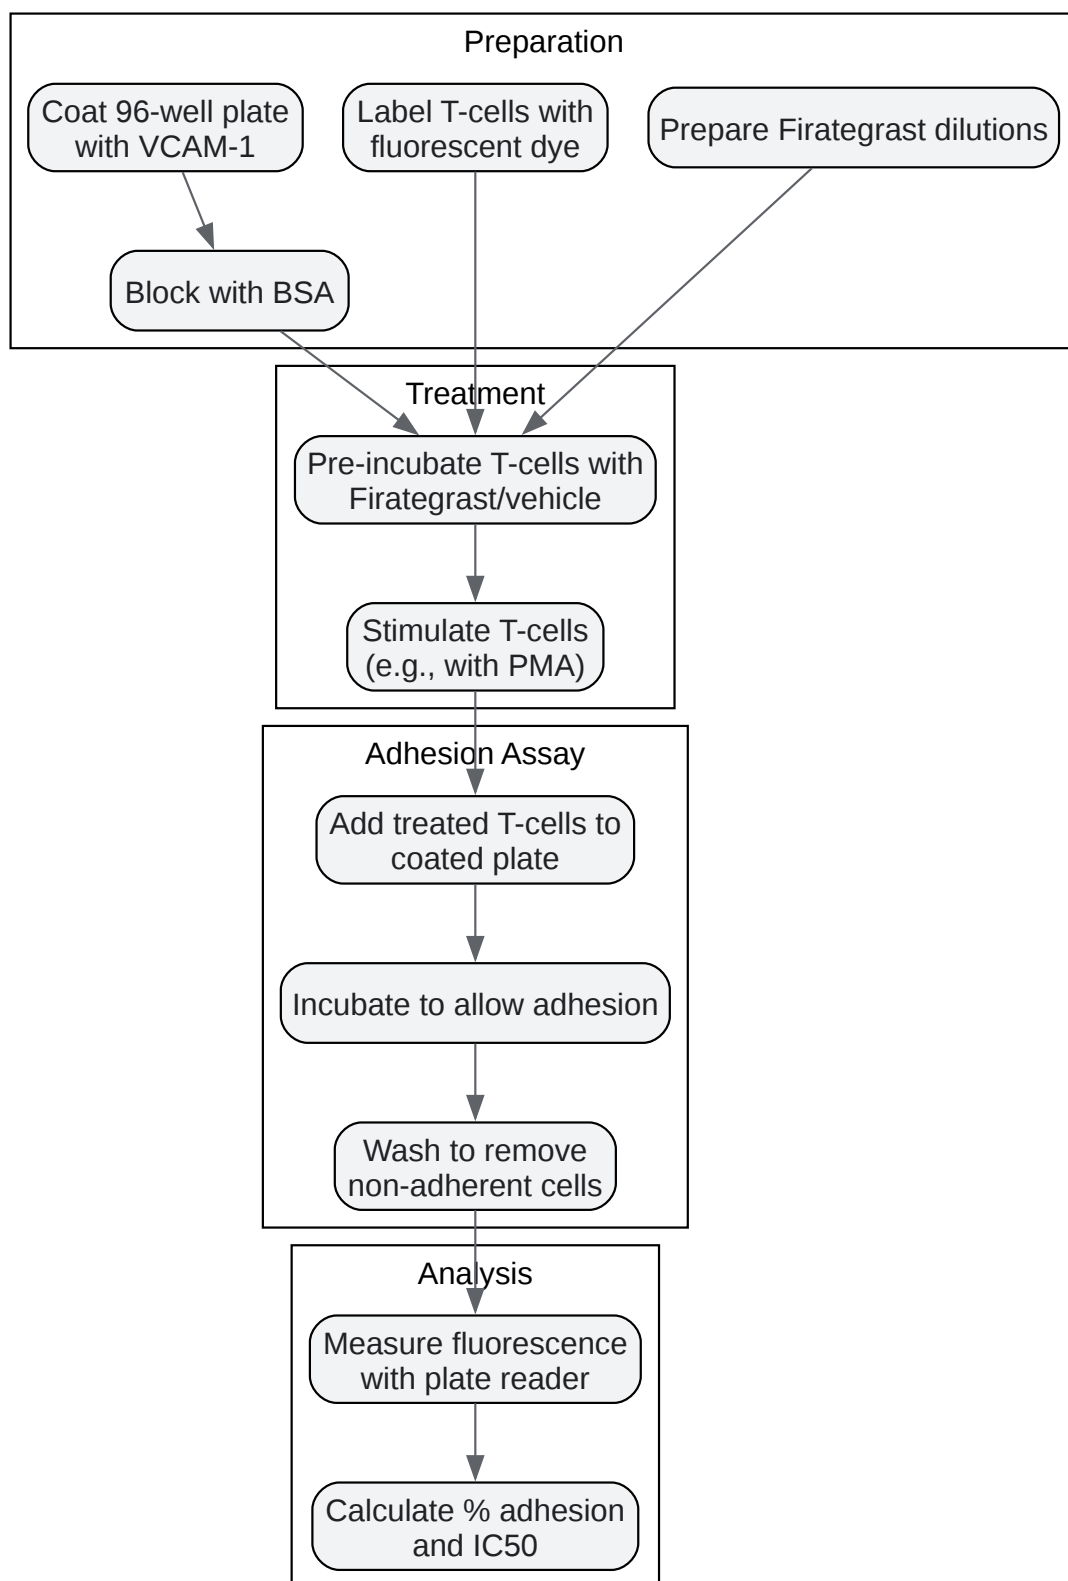 Preparation
Coat 96-well plate
with VCAM-1
Label T-cells with
fluorescent dye
Prepare Firategrast dilutions
Block with BSA
Treatment
Pre-incubate T-cells with
Firategrast/vehicle
Stimulate T-cells
(e.g., with PMA)
Adhesion Assay
Add treated T-cells to
coated plate
Incubate to allow adhesion
Wash to remove
non-adherent cells
Analysis
Measure fluorescence
with plate reader
Calculate % adhesion
and IC50